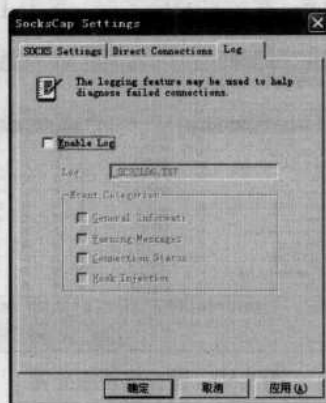 SocksCap Settings
SOCKS Settings Direct Connections Log
The logging feature may be used to help
diagnose failed connections.
Enable Log
Log
Event Categories
General Informati
Warning Messages
Connection Status
Hook Injection
确定 取消 应用(A)